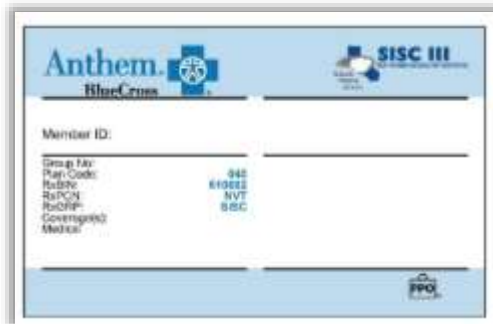 Anthem.
BlueCross
SISC III
Member ID:
Group No:
Plan Code: 040
RxBIN: 610602
RxPCN: NVT
RxGRP: SISC
Coverage(s):
Medical
PPO